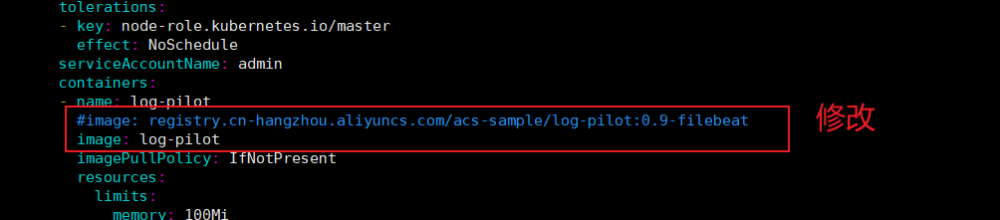 tolerations:
- key: node-role.kubernetes.io/master
effect: NoSchedule
serviceAccountName: admin
containers:
- name: log-pilot
#image: registry.cn-hangzhou.aliyuncs.com/acs-sample/log-pilot:0.9-filebeat
修改
image: log-pilot
imagePullPolicy: IfNotPresent
resources:
limits:
memory: 100Mi